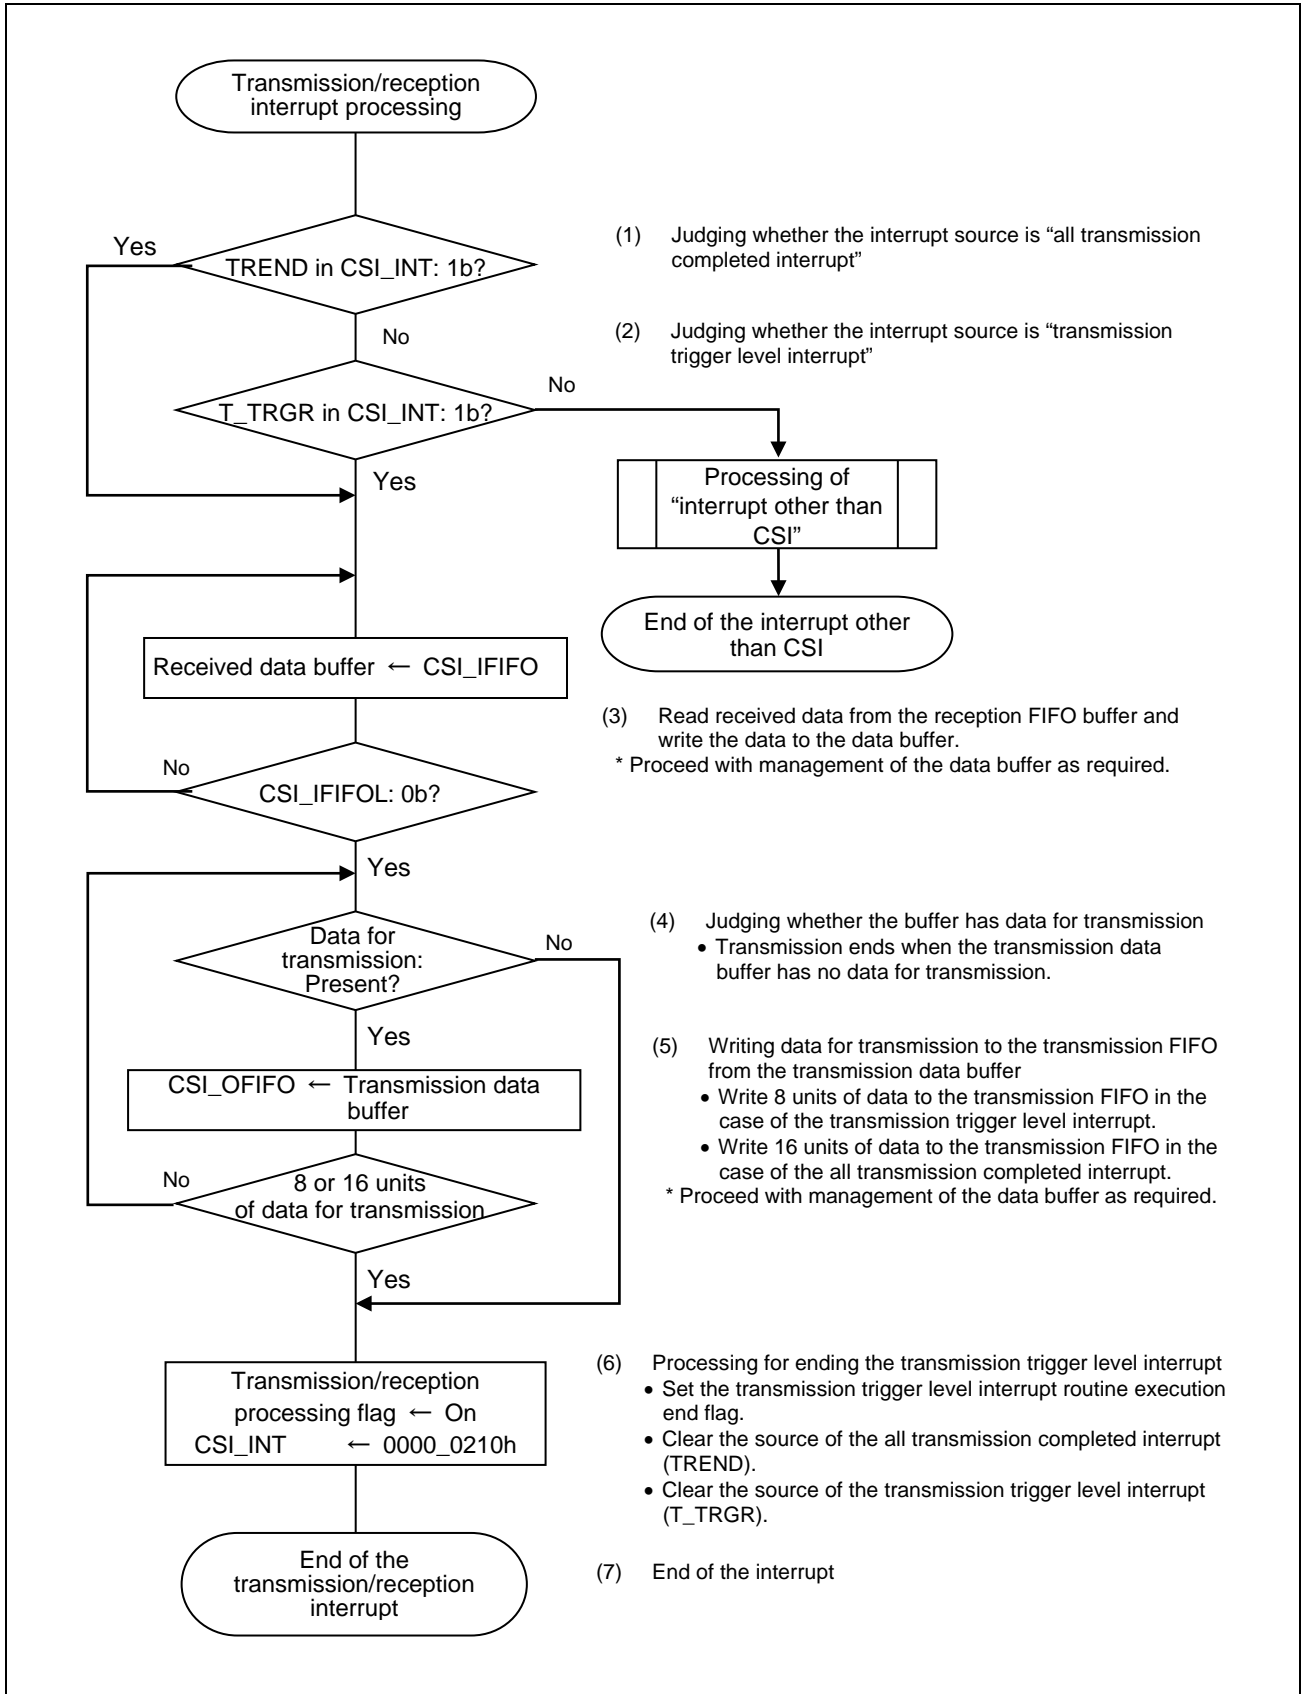 Transmission/reception
interrupt processing
Yes
TREND in CSI_INT: 1b?
(1) Judging whether the interrupt source is “all transmission
completed interrupt”
No
(2) Judging whether the interrupt source is “transmission
trigger level interrupt”
No
T_TRGR in CSI_INT: 1b?
Yes
Processing of
“interrupt other than
CSI”
End of the interrupt other
than CSI
Received data buffer ← CSI_IFIFO
(3) Read received data from the reception FIFO buffer and
write the data to the data buffer.
* Proceed with management of the data buffer as required.
No
CSI_IFIFOL: 0b?
Yes
Data for
transmission:
Present?
No
(4) Judging whether the buffer has data for transmission
• Transmission ends when the transmission data
buffer has no data for transmission.
Yes
CSI_OFIFO ← Transmission data
buffer
(5) Writing data for transmission to the transmission FIFO
from the transmission data buffer
• Write 8 units of data to the transmission FIFO in the
case of the transmission trigger level interrupt.
• Write 16 units of data to the transmission FIFO in the
case of the all transmission completed interrupt.
* Proceed with management of the data buffer as required.
No
8 or 16 units
of data for transmission
Yes
Transmission/reception
processing flag ← On
CSI_INT ← 0000_0210h
(6) Processing for ending the transmission trigger level interrupt
• Set the transmission trigger level interrupt routine execution
end flag.
• Clear the source of the all transmission completed interrupt
(TREND).
• Clear the source of the transmission trigger level interrupt
(T_TRGR).
End of the
transmission/reception
interrupt
(7) End of the interrupt